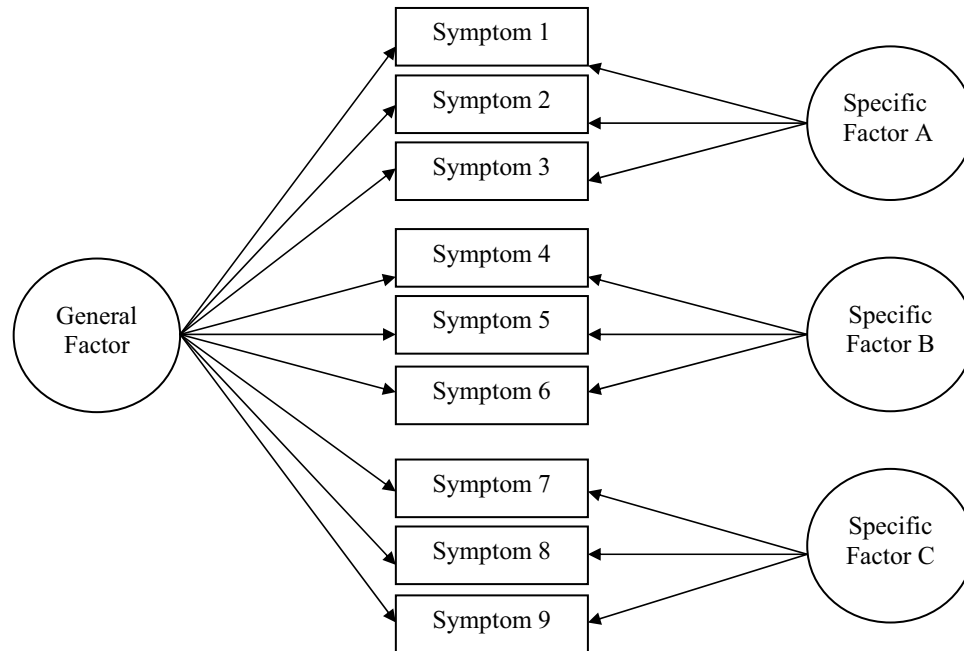 Symptom 1
Symptom 2
Symptom 3
Symptom 4
Symptom 5
Symptom 6
Symptom 7
Symptom 8
Symptom 9
General
Factor
Specific
Factor A
Specific
Factor B
Specific
Factor C